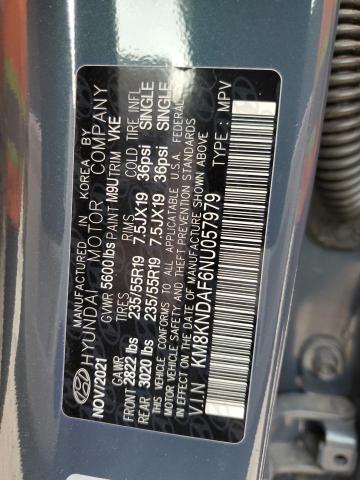 MANUFACTURED IN KOREA BY
HYUNDAI MOTOR COMPANY
NOV/2021 GVWR 5600lbs PAINT M9U TRIM VKE
GAWR TIRES RIMS COLD TIRE INFL
FRONT 2822 lbs 235/55R19 7.5JX19 36psi SINGLE
REAR 3020 lbs 235/55R19 7.5JX19 36psi SINGLE
THIS VEHICLE CONFORMS TO ALL APPLICABLE U.S.A. FEDERAL
MOTOR VEHICLE SAFETY AND THEFT PREVENTION STANDARDS
IN EFFECT ON THE DATE OF MANUFACTURE SHOWN ABOVE
V.I.N KM8KNDAF6NU057979 TYPE : MPV